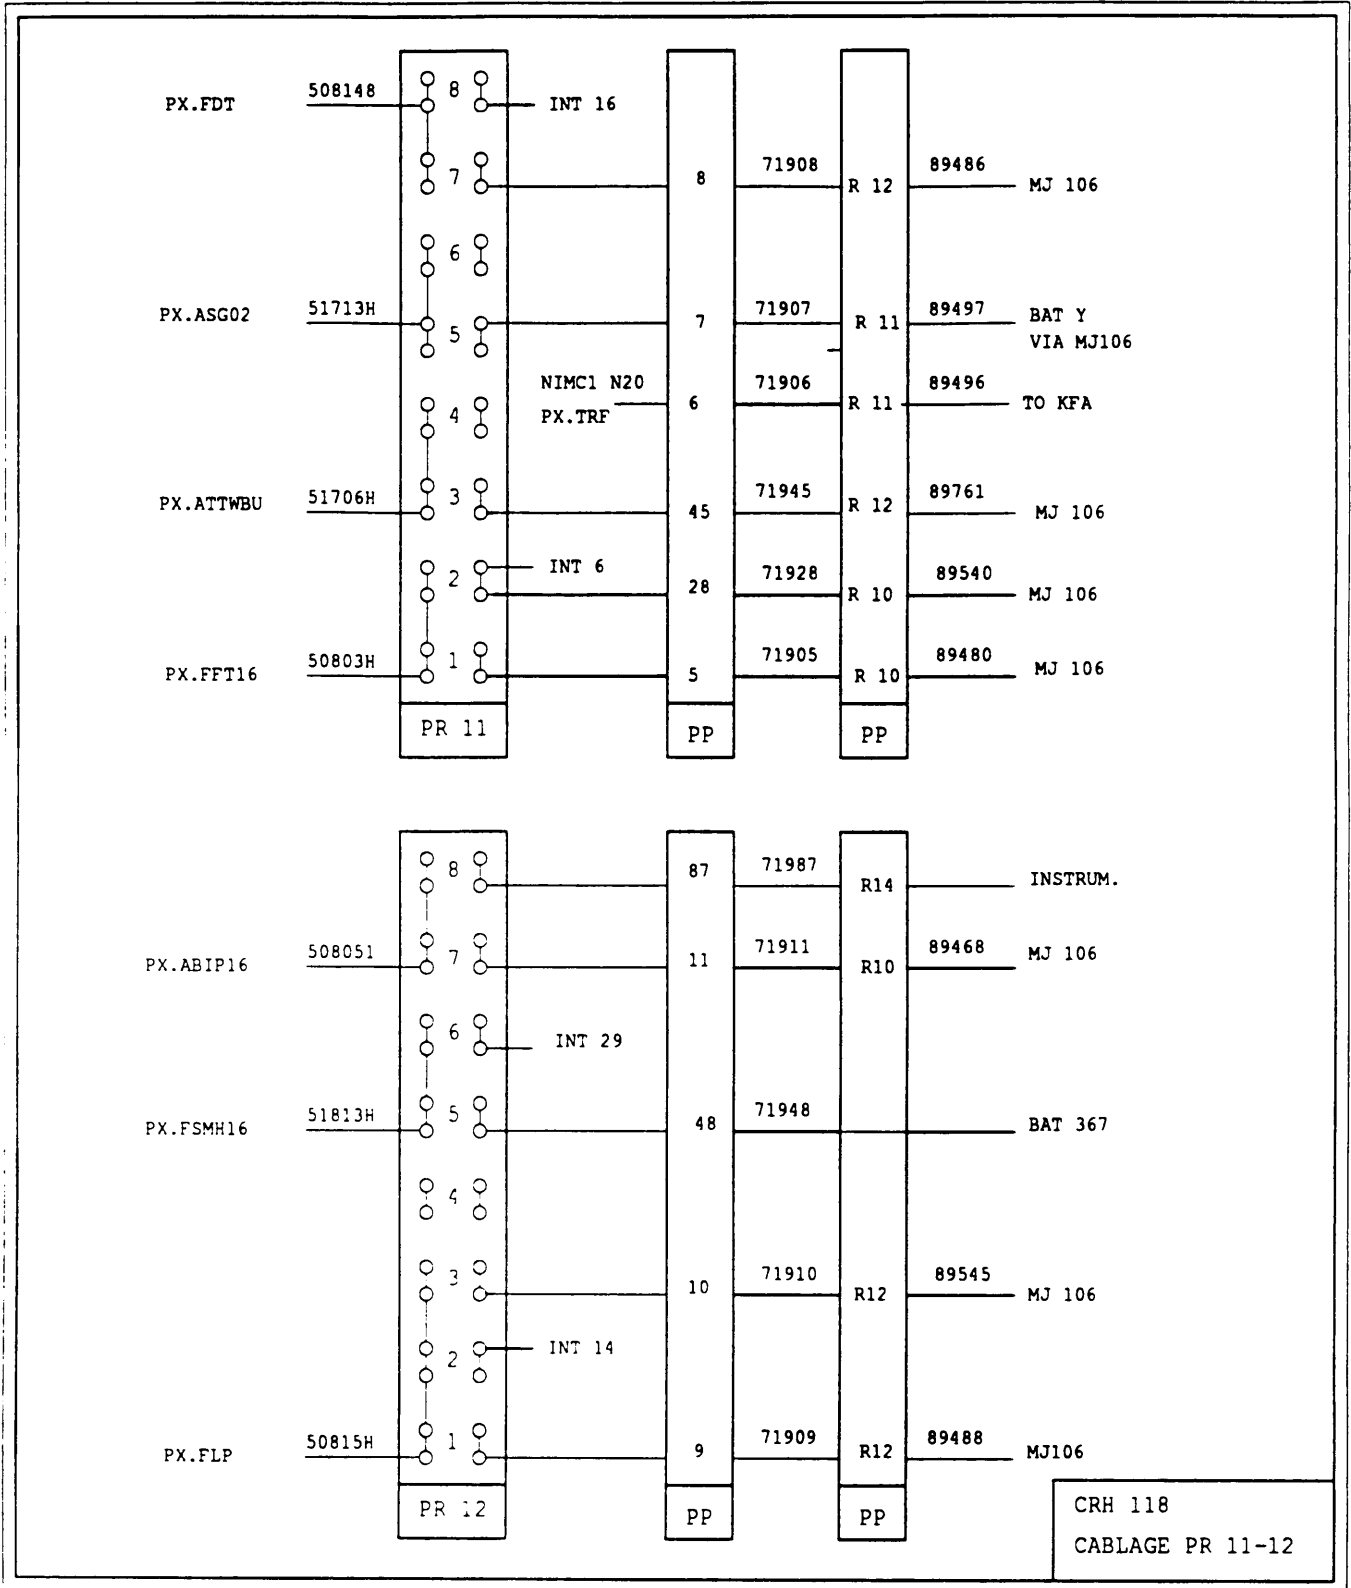 PX.FDT 508148 8 INT 16
7 8 71908 R 12 89486 MJ 106
6
PX.ASG02 51713H 5 7 71907 R 11 89497 BAT Y
VIA MJ106
NIMC1 N20
PX.TRF 6 71906 R 11 89496 TO KFA
4
PX.ATTWBU 51706H 3 45 71945 R 12 89761 MJ 106
2 INT 6
28 71928 R 10 89540 MJ 106
PX.FFT16 50803H 1 5 71905 R 10 89480 MJ 106
PR 11 PP PP
8 87 71987 R14 INSTRUM.
PX.ABIP16 508051 7 11 71911 R10 89468 MJ 106
6 INT 29
PX.FSMH16 51813H 5 48 71948 BAT 367
4
3 10 71910 R12 89545 MJ 106
2 INT 14
PX.FLP 50815H 1 9 71909 R12 89488 MJ106
PR 12 PP PP
CRH 118
CABLAGE PR 11-12